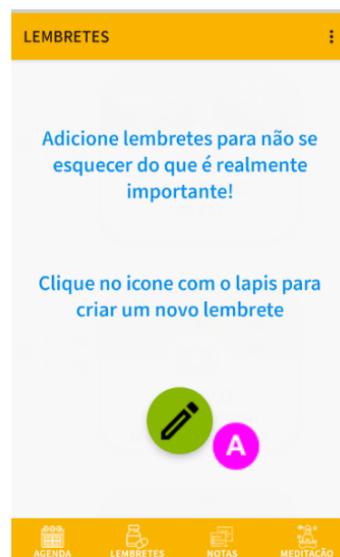 LEMBRETES
Adicione lembretes para não se
esquecer do que é realmente
importante!
Clique no icone com o lapis para
criar um novo lembrete
A
AGENDA LEMBRETES NOTAS MEDITACÃO